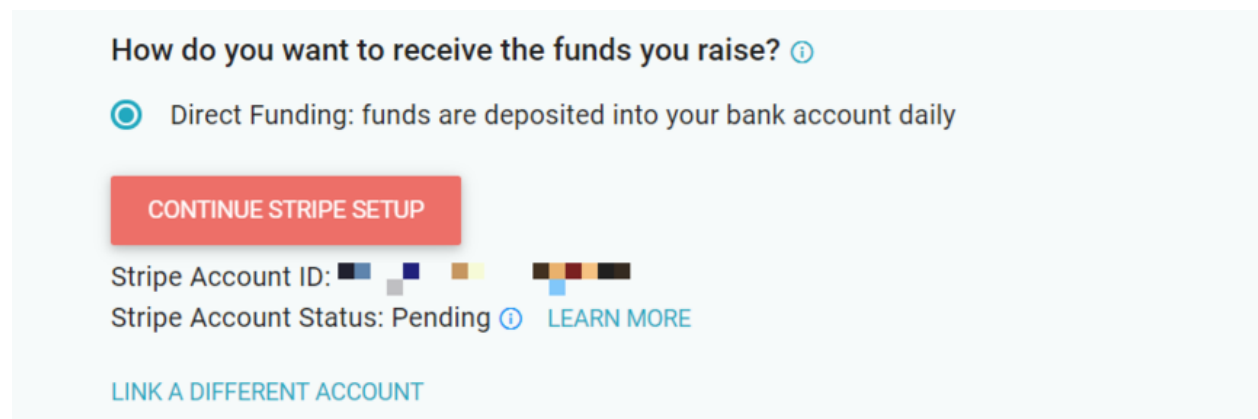 How do you want to receive the funds you raise?
Direct Funding: funds are deposited into your bank account daily
CONTINUE STRIPE SETUP
Stripe Account ID:
Stripe Account Status: Pending LEARN MORE
LINK A DIFFERENT ACCOUNT